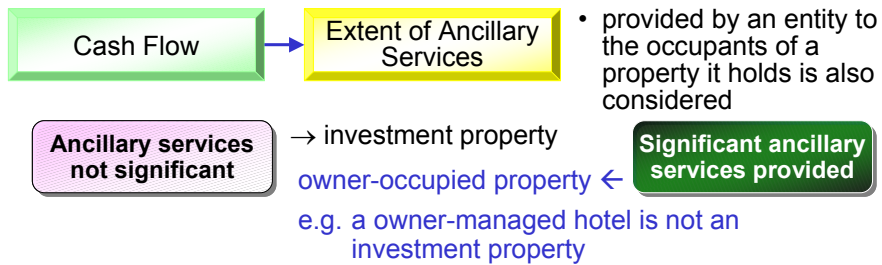 Cash Flow
Extent of Ancillary
Services
• provided by an entity to
the occupants of a
property it holds is also
considered
Ancillary services
not significant
→ investment property
owner-occupied property ←
Significant ancillary
services provided
e.g. a owner-managed hotel is not an
investment property